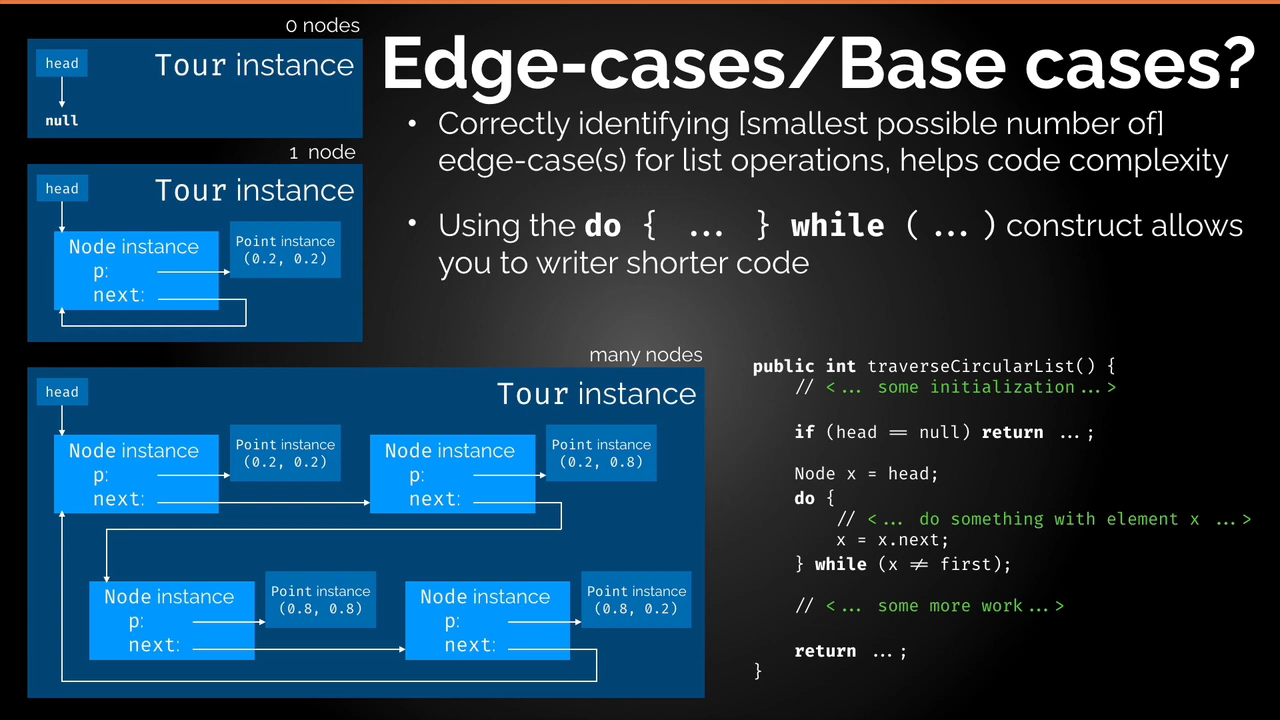 0 nodes
head
Tour instance
null
1 node
head
Tour instance
Node instance
p:
next:
Point instance
(0.2, 0.2)
many nodes
head
Tour instance
Node instance
p:
next:
Point instance
(0.2, 0.2)
Node instance
p:
next:
Point instance
(0.2, 0.8)
Node instance
p:
next:
Point instance
(0.8, 0.8)
Node instance
p:
next:
Point instance
(0.8, 0.2)
Edge-cases/Base cases?
• Correctly identifying [smallest possible number of]
edge-case(s) for list operations, helps code complexity
• Using the do { ... } while (...) construct allows
you to writer shorter code
public int traverseCircularList() {
// <... some initialization...>
if (head == null) return ...;
Node x = head;
do {
// <... do something with element x ...>
x = x.next;
} while (x != first);
// <... some more work...>
return ...;
}